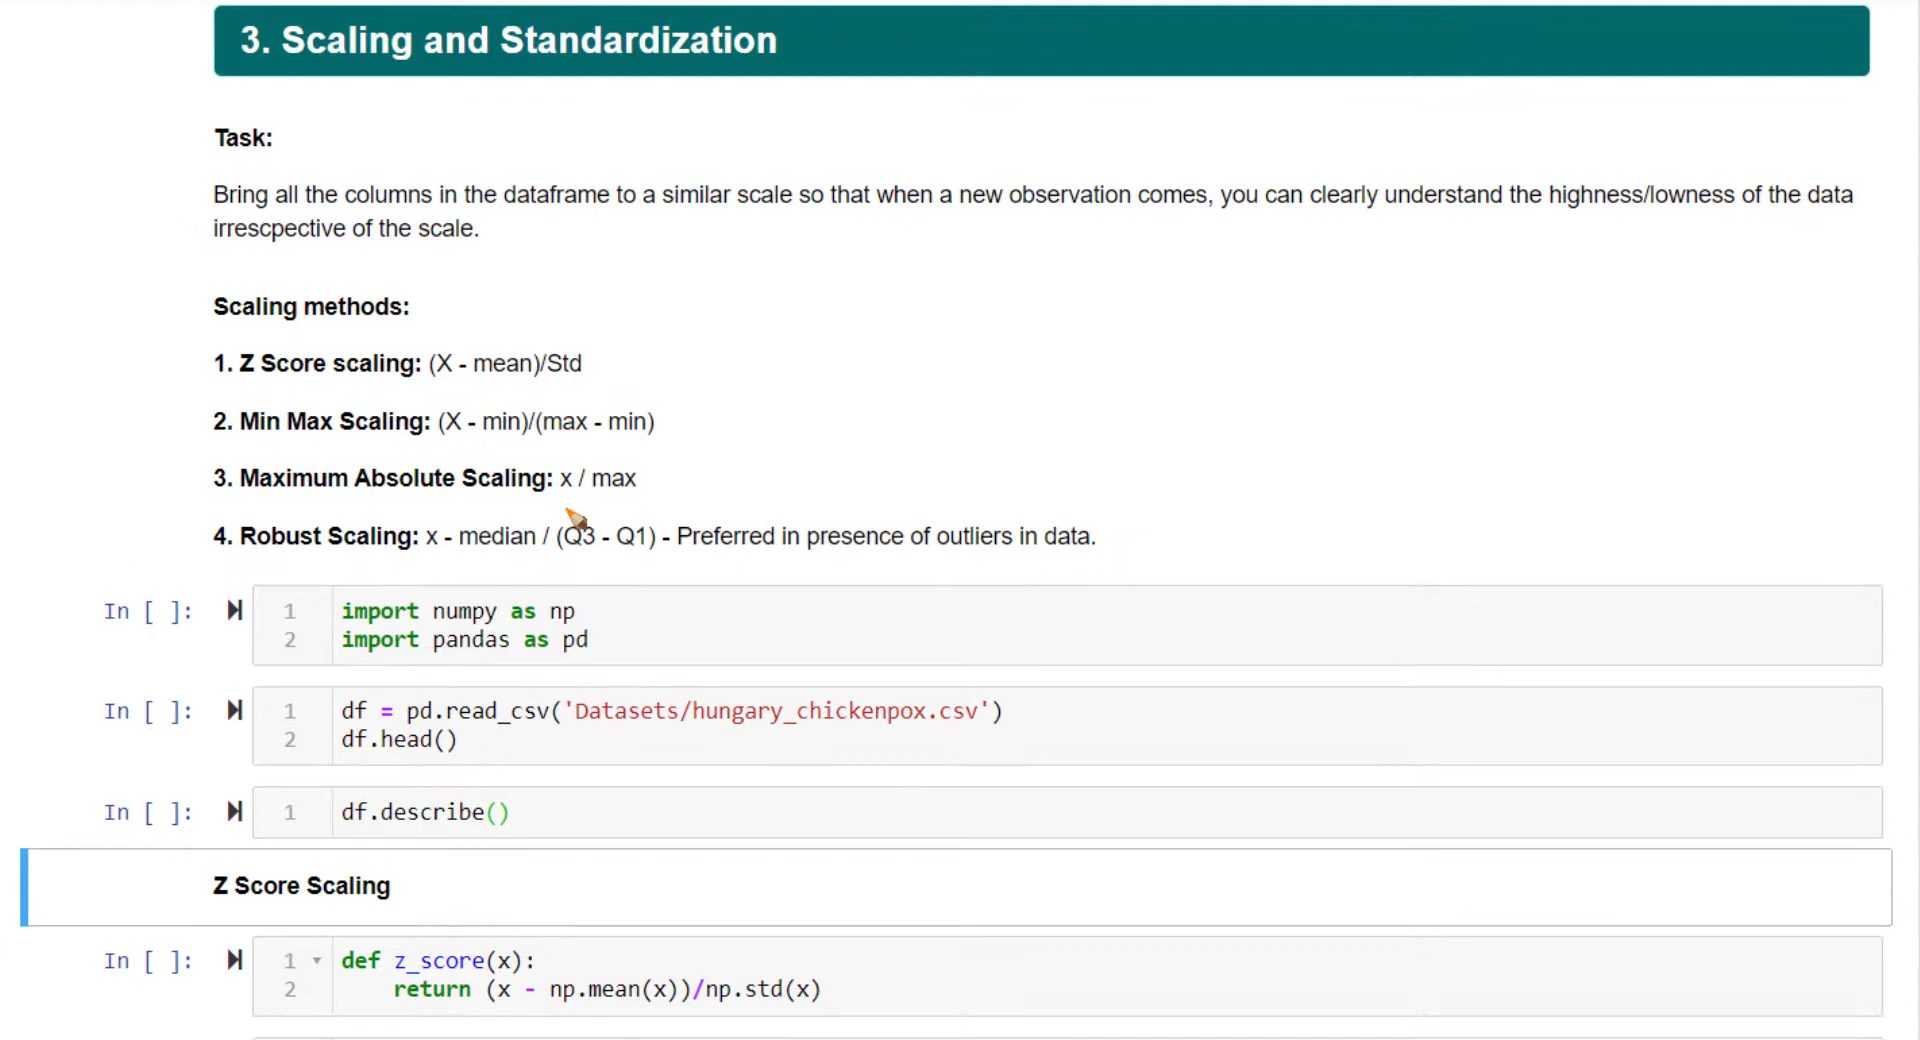 3. Scaling and Standardization
Task:
Bring all the columns in the dataframe to a similar scale so that when a new observation comes, you can clearly understand the highness/lowness of the data
irrescpective of the scale.
Scaling methods:
1. Z Score scaling: (X - mean)/Std
2. Min Max Scaling: (X - min)/(max - min)
3. Maximum Absolute Scaling: x / max
4. Robust Scaling: x - median / (Q3 - Q1) - Preferred in presence of outliers in data.
In [ ]: 1 import numpy as np
2 import pandas as pd
In [ ]: 1 df = pd.read_csv('Datasets/hungary_chickenpox.csv')
2 df.head()
In [ ]: 1 df.describe()
Z Score Scaling
In [ ]: 1 def z_score(x):
2 return (x - np.mean(x))/np.std(x)